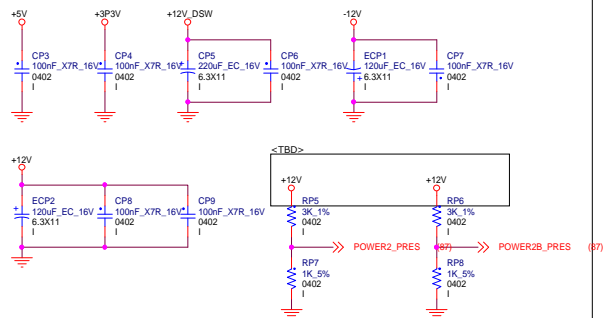 +5V
+3P3V
+12V_DSW
-12V
CP3
100nF_X7R_16V
0402
I
CP4
100nF_X7R_16V
0402
I
CP5
220uF_EC_16V
6.3X11
I
CP6
100nF_X7R_16V
0402
I
ECP1
120uF_EC_16V
6.3X11
I
CP7
100nF_X7R_16V
0402
I
+12V
ECP2
120uF_EC_16V
6.3X11
I
CP8
100nF_X7R_16V
0402
I
CP9
100nF_X7R_16V
0402
I
<TBD>
+12V
+12V
RP5
3K_1%
0402
I
RP6
3K_1%
0402
I
POWER2_PRES (87)
POWER2B_PRES (87)
RP7
1K_5%
0402
I
RP8
1K_5%
0402
I